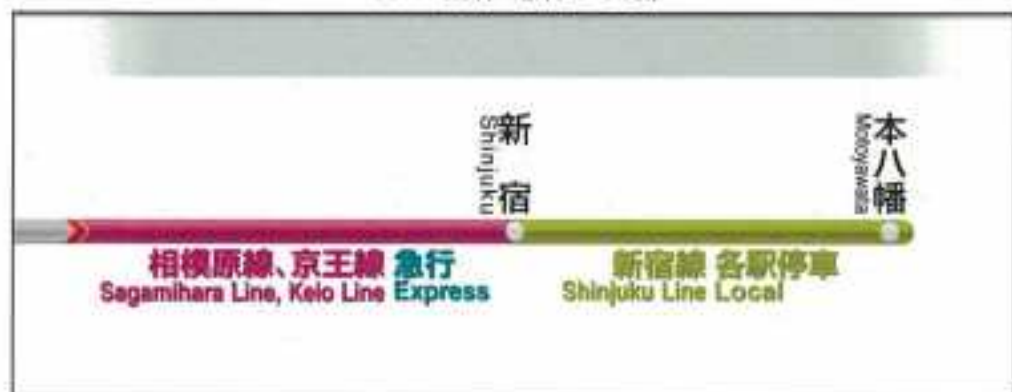 新宿
Shinjuku
本八幡
Motoyawata
相模原線、京王線 急行
Sagamihara Line, Keio Line Express
新宿線 各駅停車
Shinjuku Line Local